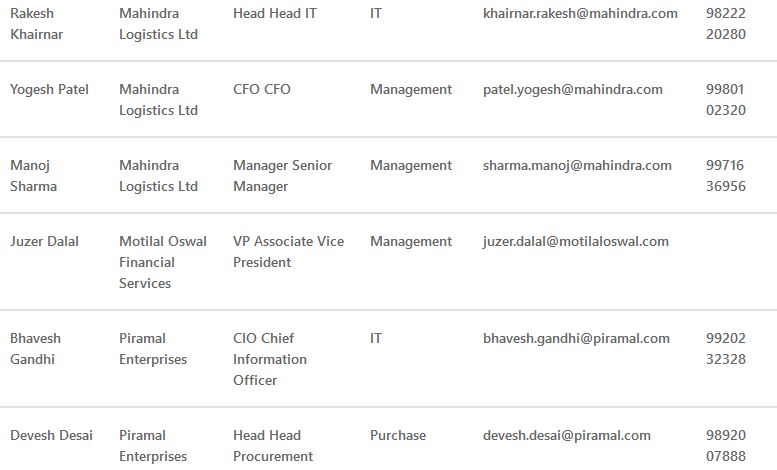 Rakesh Khairnar Mahindra Logistics Ltd Head Head IT IT khairnar.rakesh@mahindra.com 98222 20280
Yogesh Patel Mahindra Logistics Ltd CFO CFO Management patel.yogesh@mahindra.com 99801 02320
Manoj Sharma Mahindra Logistics Ltd Manager Senior Manager Management sharma.manoj@mahindra.com 99716 36956
Juzer Dalal Motilal Oswal Financial Services VP Associate Vice President Management juzer.dalal@motilaloswal.com
Bhavesh Gandhi Piramal Enterprises CIO Chief Information Officer IT bhavesh.gandhi@piramal.com 99202 32328
Devesh Desai Piramal Enterprises Head Head Procurement Purchase devesh.desai@piramal.com 98920 07888